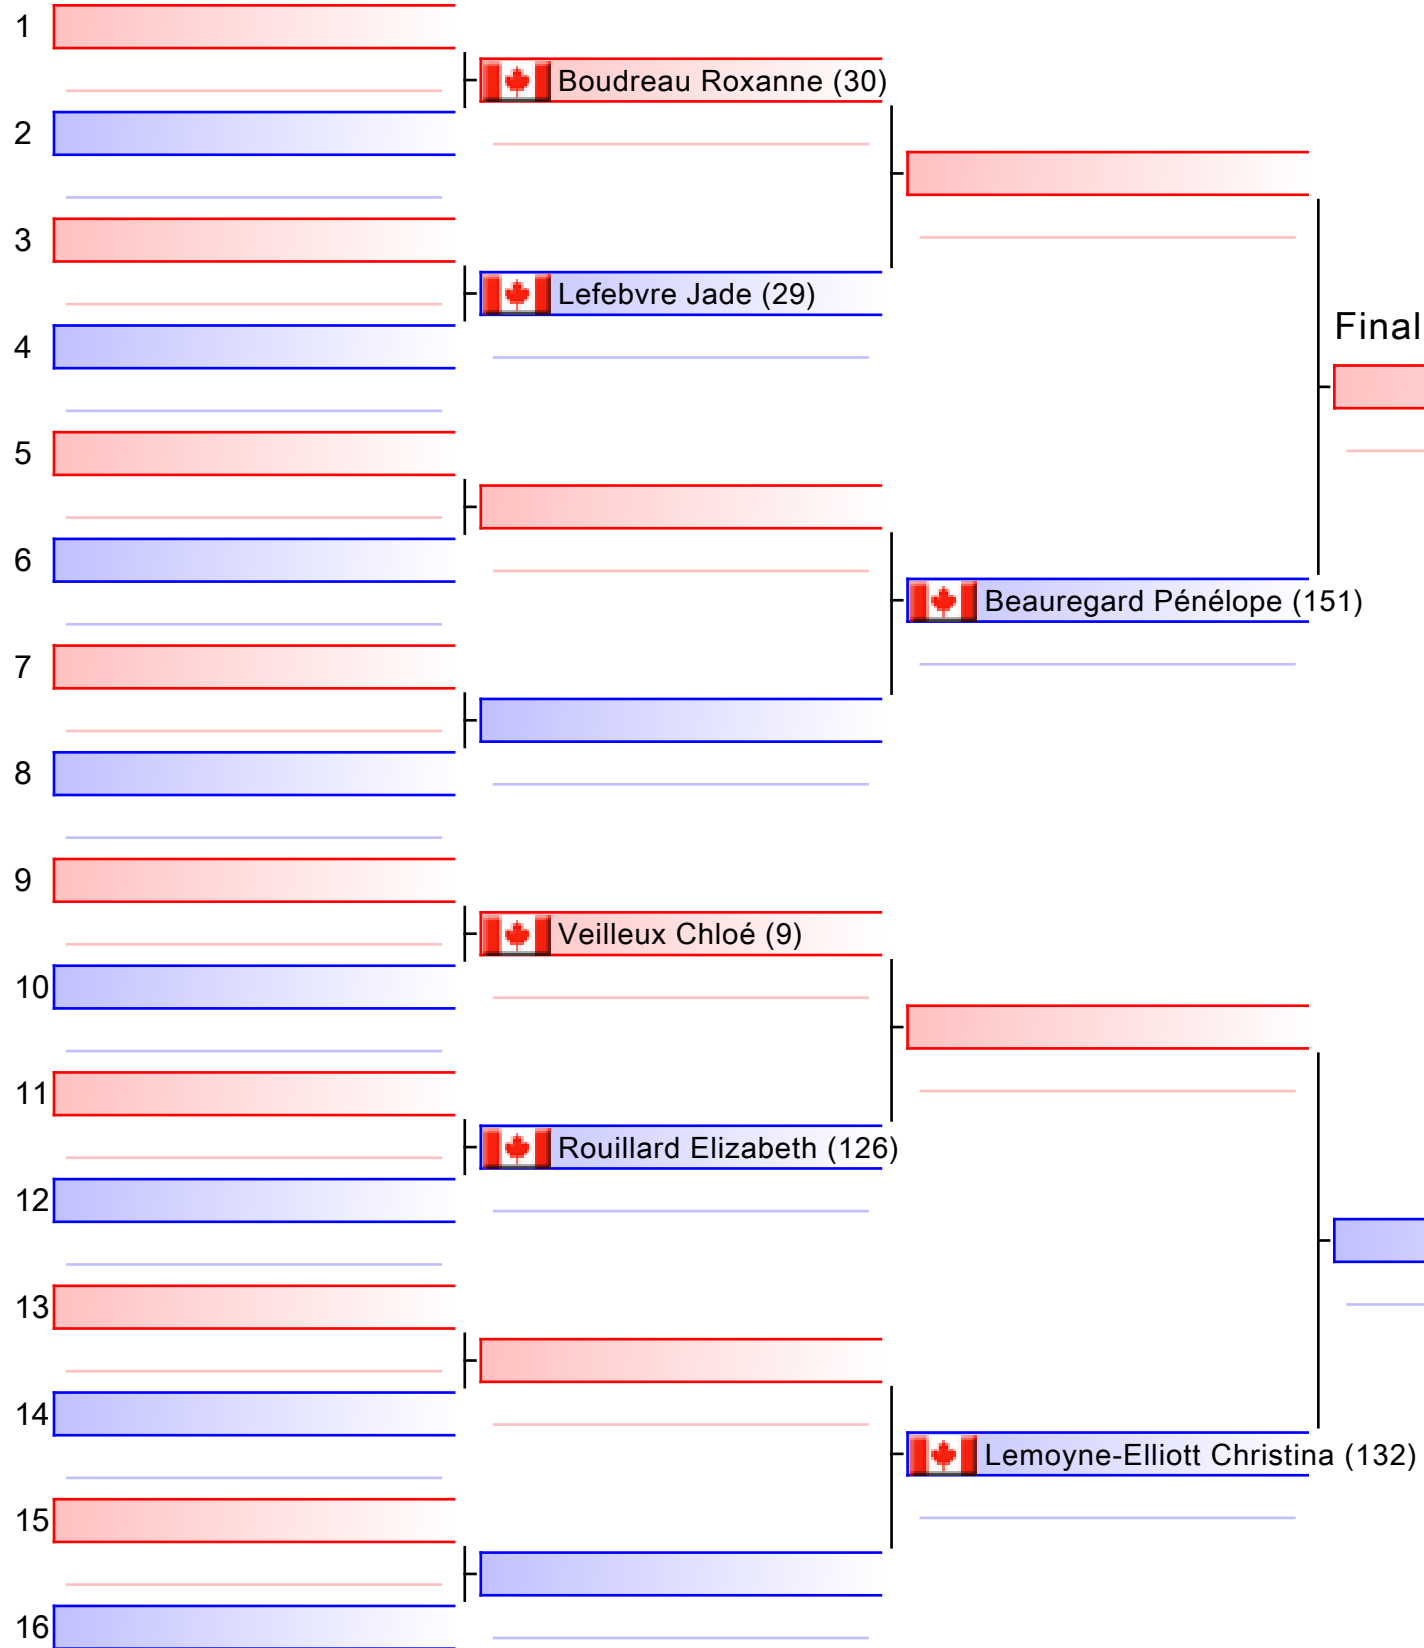 1
Boudreau Roxanne (30)
2
3
Lefebvre Jade (29)
4
Final
5
6
Beauregard Pénélope (151)
7
8
9
Veilleux Chloé (9)
10
11
Rouillard Elizabeth (126)
12
13
14
Lemoyne-Elliott Christina (132)
15
16